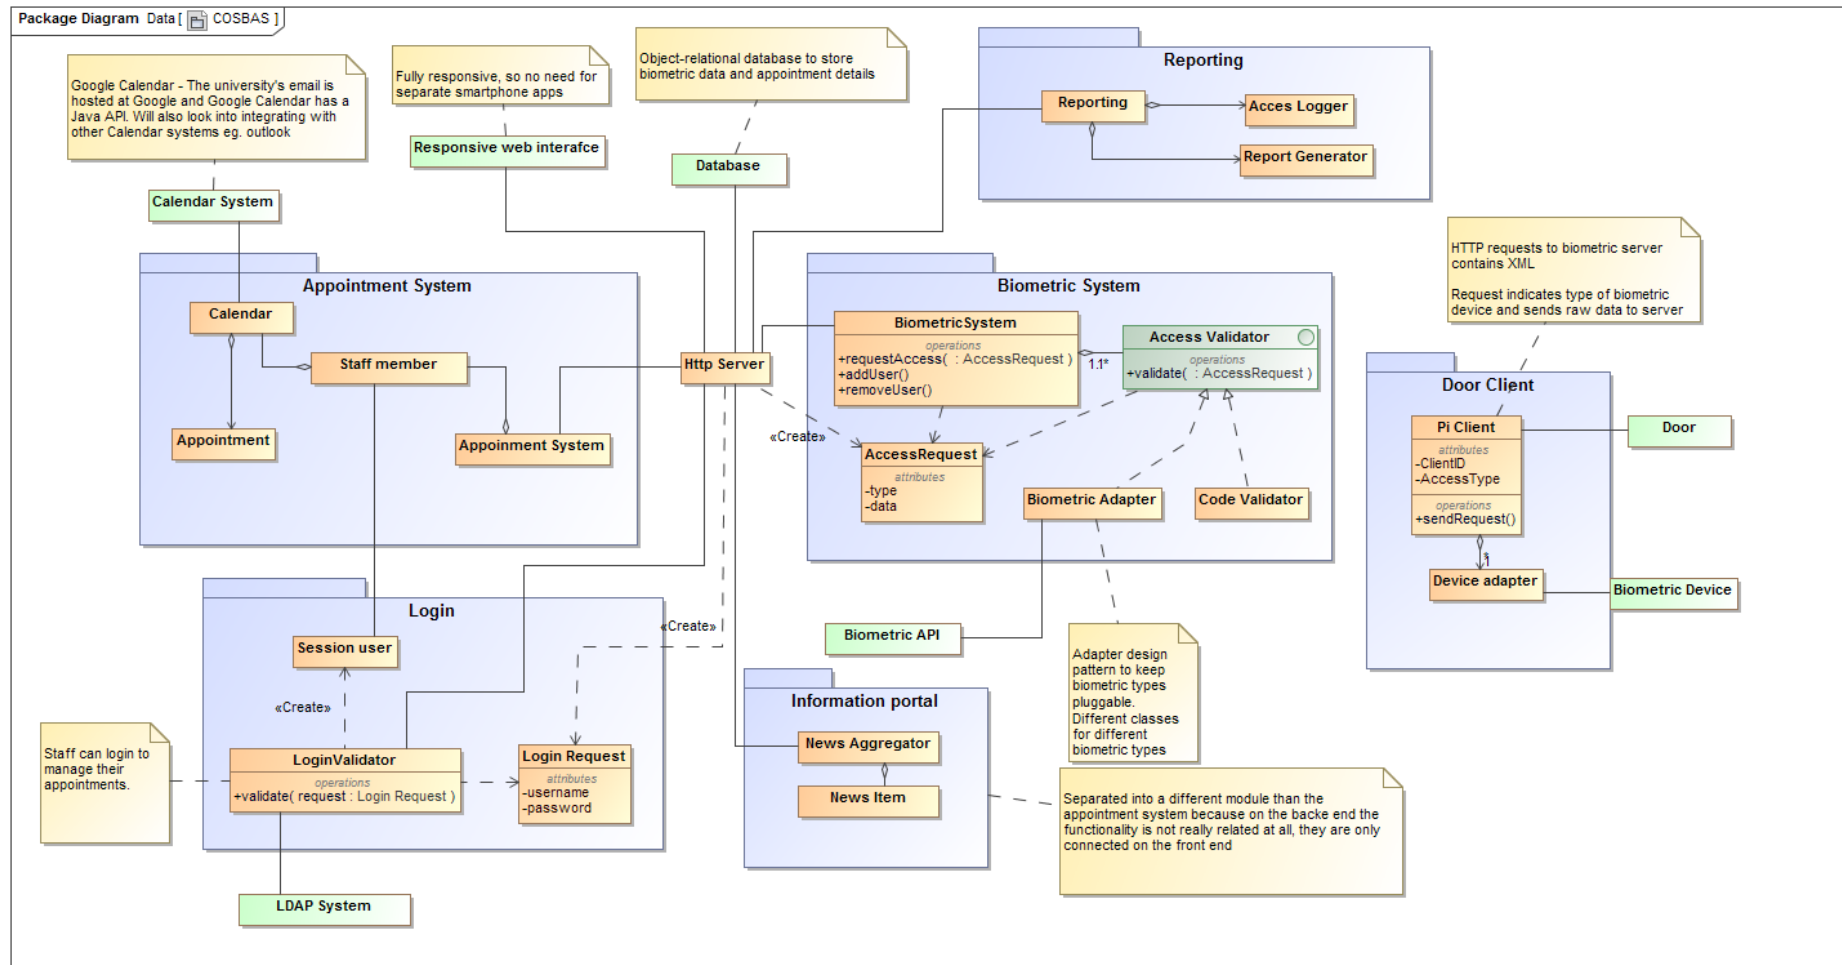 Package Diagram Data [ COSBAS ]
Google Calendar - The university's email is
hosted at Google and Google Calendar has a
Java API. Will also look into integrating with
other Calendar systems eg. outlook
Fully responsive, so no need for
separate smartphone apps
Object-relational database to store
biometric data and appointment details
Responsive web interafce
Database
Calendar System
Reporting
Reporting
Acces Logger
Report Generator
HTTP requests to biometric server
contains XML
Request indicates type of biometric
device and sends raw data to server
Appointment System
Calendar
Staff member
Appointment
Appoinment System
Http Server
Biometric System
BiometricSystem
operations
+requestAccess( : AccessRequest )
+addUser()
+removeUser()
1.1*
Access Validator
operations
+validate( : AccessRequest )
«Create»
AccessRequest
attributes
-type
-data
Biometric Adapter
Code Validator
Door Client
Pi Client
attributes
-ClientID
-AccessType
operations
+sendRequest()
*
1
Device adapter
Door
Biometric Device
Login
Session user
«Create»
«Create»
LoginValidator
operations
+validate( request : Login Request )
Login Request
attributes
-username
-password
Staff can login to
manage their
appointments.
LDAP System
Biometric API
Information portal
News Aggregator
News Item
Adapter design
pattern to keep
biometric types
pluggable.
Different classes
for different
biometric types
Separated into a different module than the
appointment system because on the backe end the
functionality is not really related at all, they are only
connected on the front end